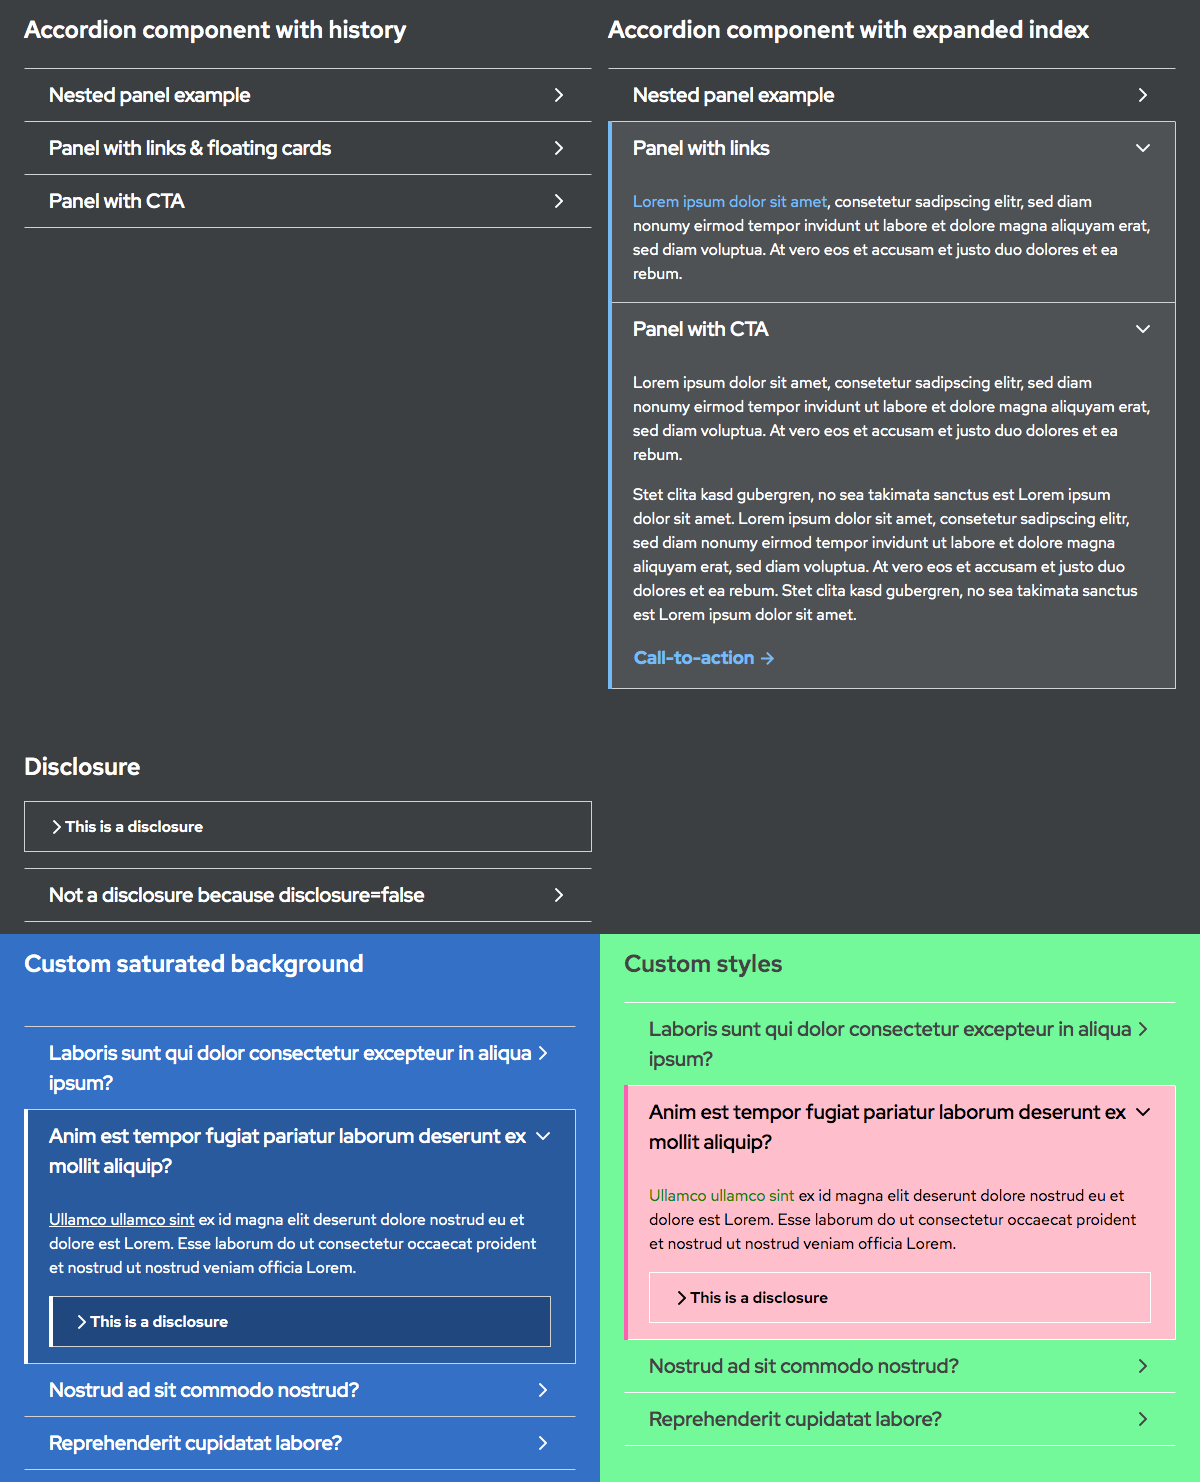 Accordion component with history
Nested panel example
Panel with links & floating cards
Panel with CTA
Accordion component with expanded index
Nested panel example
Panel with links
Lorem ipsum dolor sit amet, consetetur sadipscing elitr, sed diam
nonumy eirmod tempor invidunt ut labore et dolore magna aliquyam erat,
sed diam voluptua. At vero eos et accusam et justo duo dolores et ea
rebum.
Panel with CTA
Lorem ipsum dolor sit amet, consetetur sadipscing elitr, sed diam
nonumy eirmod tempor invidunt ut labore et dolore magna aliquyam erat,
sed diam voluptua. At vero eos et accusam et justo duo dolores et ea
rebum.
Stet clita kasd gubergren, no sea takimata sanctus est Lorem ipsum
dolor sit amet. Lorem ipsum dolor sit amet, consetetur sadipscing elitr,
sed diam nonumy eirmod tempor invidunt ut labore et dolore magna
aliquyam erat, sed diam voluptua. At vero eos et accusam et justo duo
dolores et ea rebum. Stet clita kasd gubergren, no sea takimata sanctus
est Lorem ipsum dolor sit amet.
Call-to-action →
Disclosure
This is a disclosure
Not a disclosure because disclosure=false
Custom saturated background
Laboris sunt qui dolor consectetur excepteur in aliqua
ipsum?
Anim est tempor fugiat pariatur laborum deserunt ex
mollit aliquip?
Ullamco ullamco sint ex id magna elit deserunt dolore nostrud eu et
dolore est Lorem. Esse laborum do ut consectetur occaecat proident
et nostrud ut nostrud veniam officia Lorem.
This is a disclosure
Nostrud ad sit commodo nostrud?
Reprehenderit cupidatat labore?
Custom styles
Laboris sunt qui dolor consectetur excepteur in aliqua
ipsum?
Anim est tempor fugiat pariatur laborum deserunt ex
mollit aliquip?
Ullamco ullamco sint ex id magna elit deserunt dolore nostrud eu et
dolore est Lorem. Esse laborum do ut consectetur occaecat proident
et nostrud ut nostrud veniam officia Lorem.
This is a disclosure
Nostrud ad sit commodo nostrud?
Reprehenderit cupidatat labore?